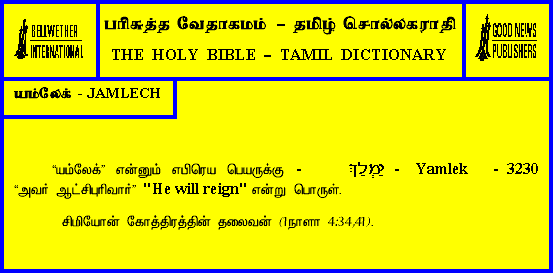 BELLWETHER
INTERNATIONAL
பரிசுத்த வேதாகமம் – தமிழ் சொல்லகராதி
THE HOLY BIBLE – TAMIL DICTIONARY
GOOD NEWS
PUBLISHERS
யம்லேக் - JAMLECH
“யம்லேக்” என்னும் எபிரெய பெயருக்கு - יַמְלֵךְ - Yamlek - 3230
“அவர் ஆட்சிபுரிவார்” "He will reign" என்று பொருள்.
சிமியோன் கோத்திரத்தின் தலைவன் (1நாளா 4:34,41).